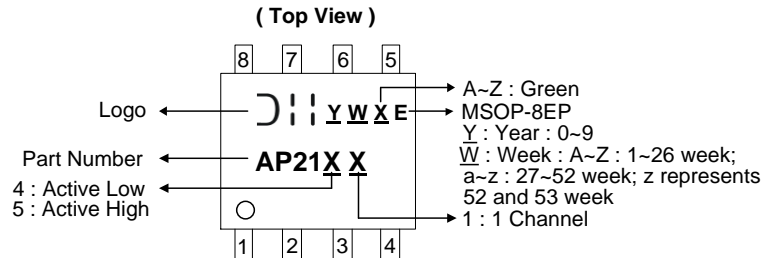 ( Top View )
8 7 6 5
Logo
Y W X E
A~Z : Green
MSOP-8EP
Y : Year : 0~9
W : Week : A~Z : 1~26 week;
a~z : 27~52 week; z represents
52 and 53 week
Part Number
AP21X X
4 : Active Low
5 : Active High
1 : 1 Channel
1 2 3 4